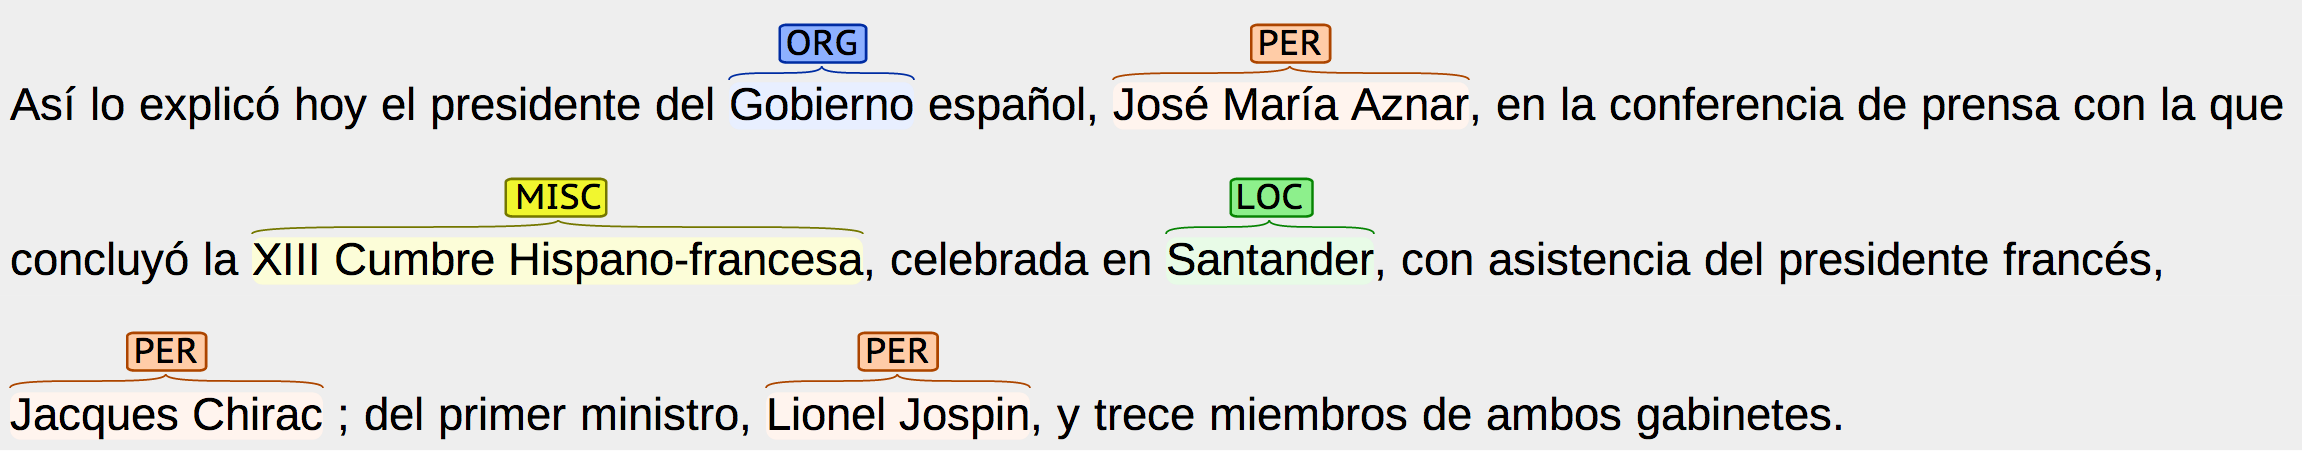 ORG PER
Así lo explicó hoy el presidente del Gobierno español, José María Aznar, en la conferencia de prensa con la que
MISC LOC
concluyó la XIII Cumbre Hispano-francesa, celebrada en Santander, con asistencia del presidente francés,
PER PER
Jacques Chirac ; del primer ministro, Lionel Jospin, y trece miembros de ambos gabinetes.